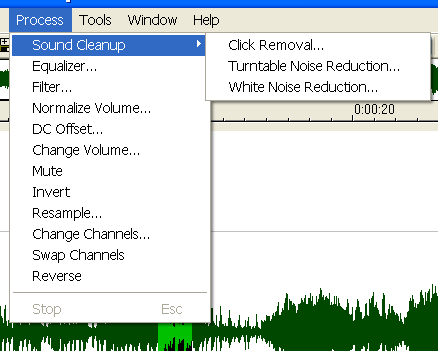 Process Tools Window Help
Sound Cleanup
Click Removal...
Turntable Noise Reduction...
White Noise Reduction...
Equalizer...
Filter...
Normalize Volume...
DC Offset...
Change Volume...
Mute
Invert
Resample...
Change Channels...
Swap Channels
Reverse
Stop Esc
0:00:20